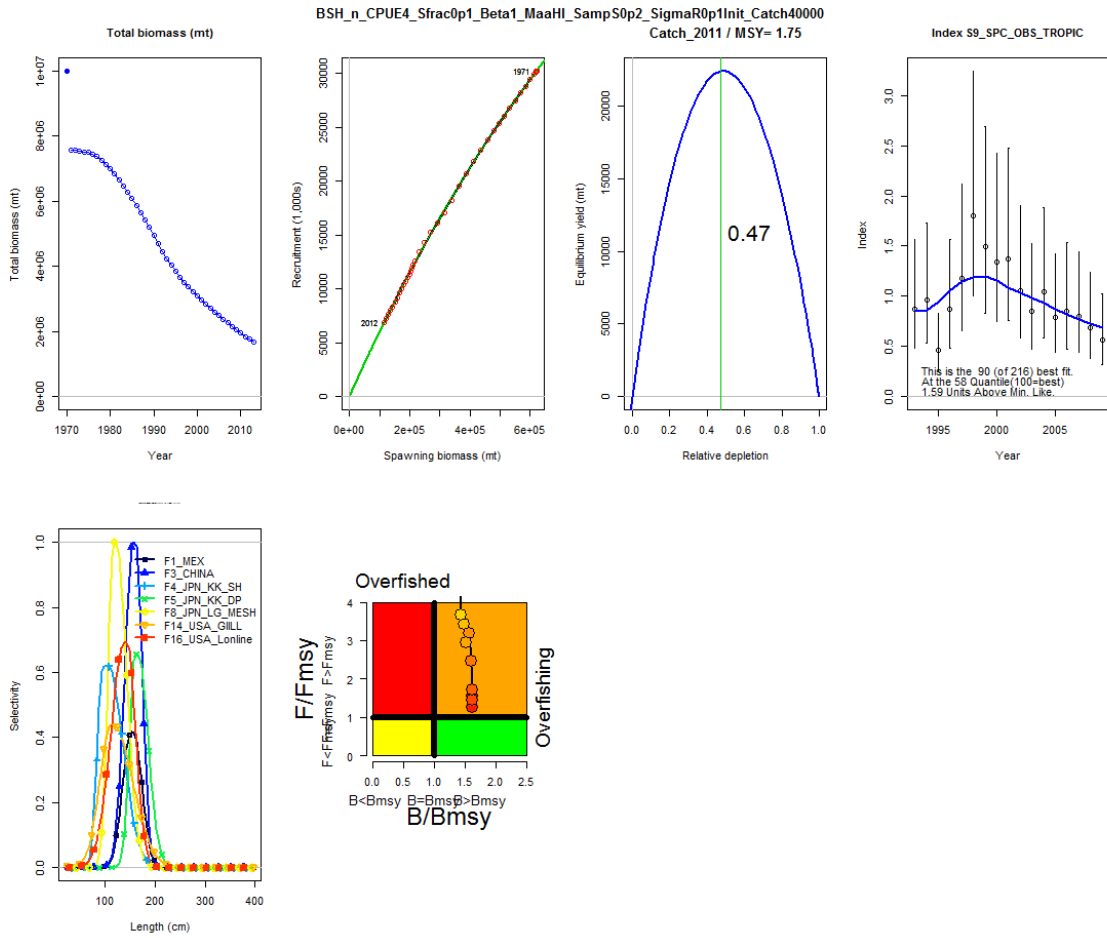 BSH_n_CPUE4_Sfrac0p1_Beta1_MaaHI_SampS0p2_SigmaR0p1Init_Catch40000
Total biomass (mt)
Catch_2011 / MSY= 1.75
Index S9_SPC_OBS_TROPIC
Total biomass (mt)
0e+00
2e+06
4e+06
6e+06
8e+06
1e+07
1970
1980
1990
2000
2010
Year
Recruitment (1,000s)
0
5000
10000
15000
20000
25000
30000
1971
2012
0e+00
2e+05
4e+05
6e+05
Spawning biomass (mt)
Equilibrium yield (mt)
0
5000
10000
15000
20000
0.47
0.0
0.2
0.4
0.6
0.8
1.0
Relative depletion
Index
0.0
0.5
1.0
1.5
2.0
2.5
3.0
This is the 90 (of 216) best fit.
At the 58 Quantile(100=best)
1.59 Units Above Min. Like.
1995
2000
2005
Year
Selectivity
0.0
0.2
0.4
0.6
0.8
1.0
F1_MEX
F3_CHINA
F4_JPN_KK_SH
F5_JPN_KK_DP
F8_JPN_LG_MESH
F14_USA_GIILL
F16_USA_Lonline
100
200
300
400
Length (cm)
Overfished
F/Fmsy
F>Fmsy
0
1
2
3
4
Overfishing
0.0
0.5
1.0
1.5
2.0
2.5
B<Bmsy
B=Bmsy
B>Bmsy
B/Bmsy